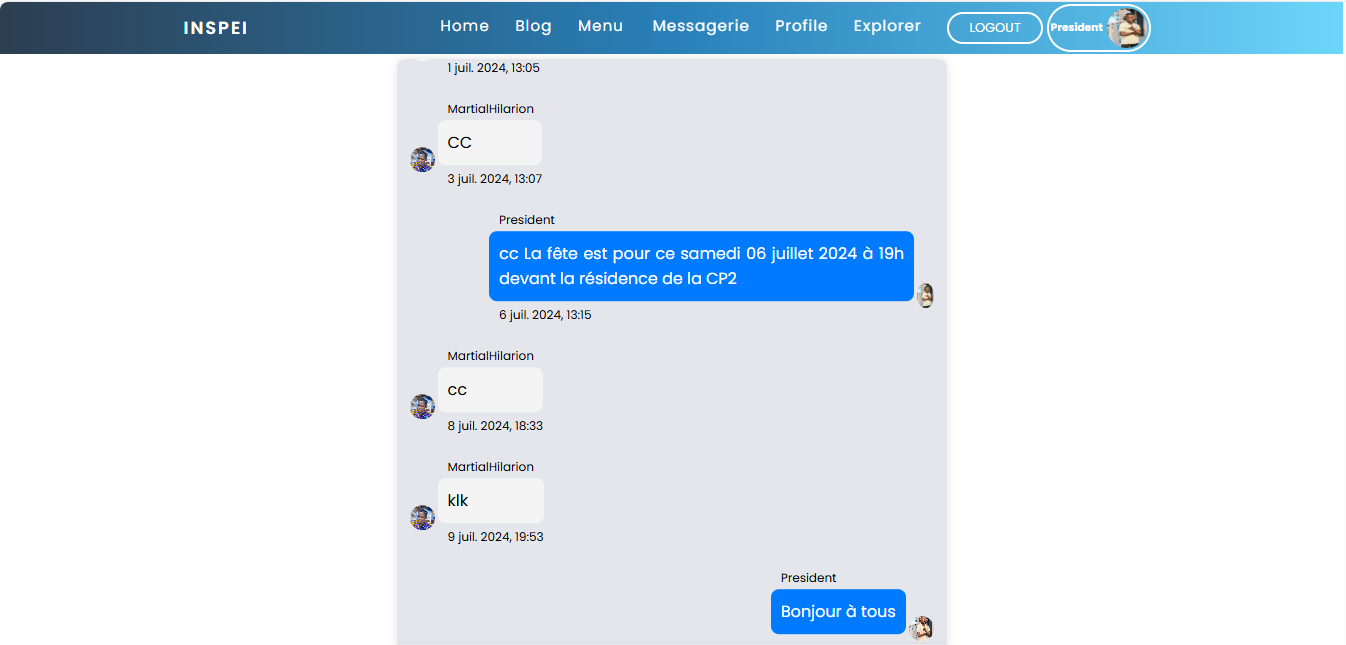 INSPEI
Home Blog Menu Messagerie Profile Explorer LOGOUT President
1 juil. 2024, 13:05
MartialHilarion
CC
3 juil. 2024, 13:07
President
cc La fête est pour ce samedi 06 juillet 2024 à 19h
devant la résidence de la CP2
6 juil. 2024, 13:15
MartialHilarion
cc
8 juil. 2024, 18:33
MartialHilarion
klk
9 juil. 2024, 19:53
President
Bonjour à tous